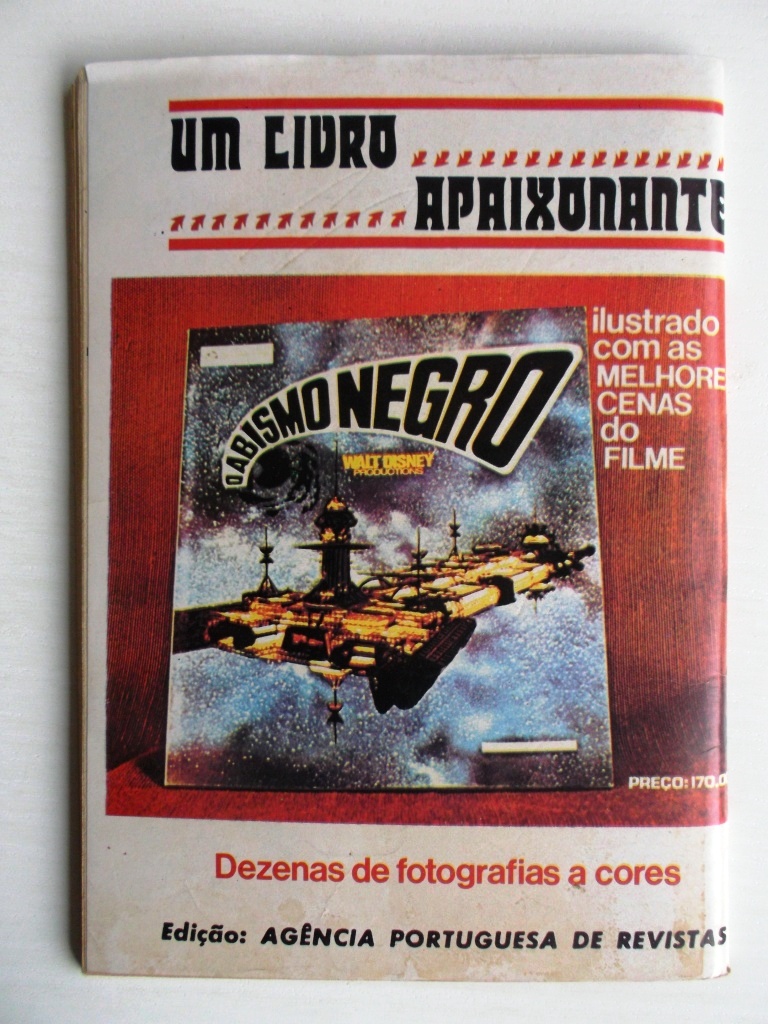 UM LIVRO
APAIXONANTE
ilustrado
com as
MELHORE
CENAS
do
FILME
O ABISMO NEGRO
WALT DISNEY
PRODUCTIONS
PREÇO: 170.0
Dezenas de fotografias a cores
Edição: AGÊNCIA PORTUGUESA DE REVISTAS